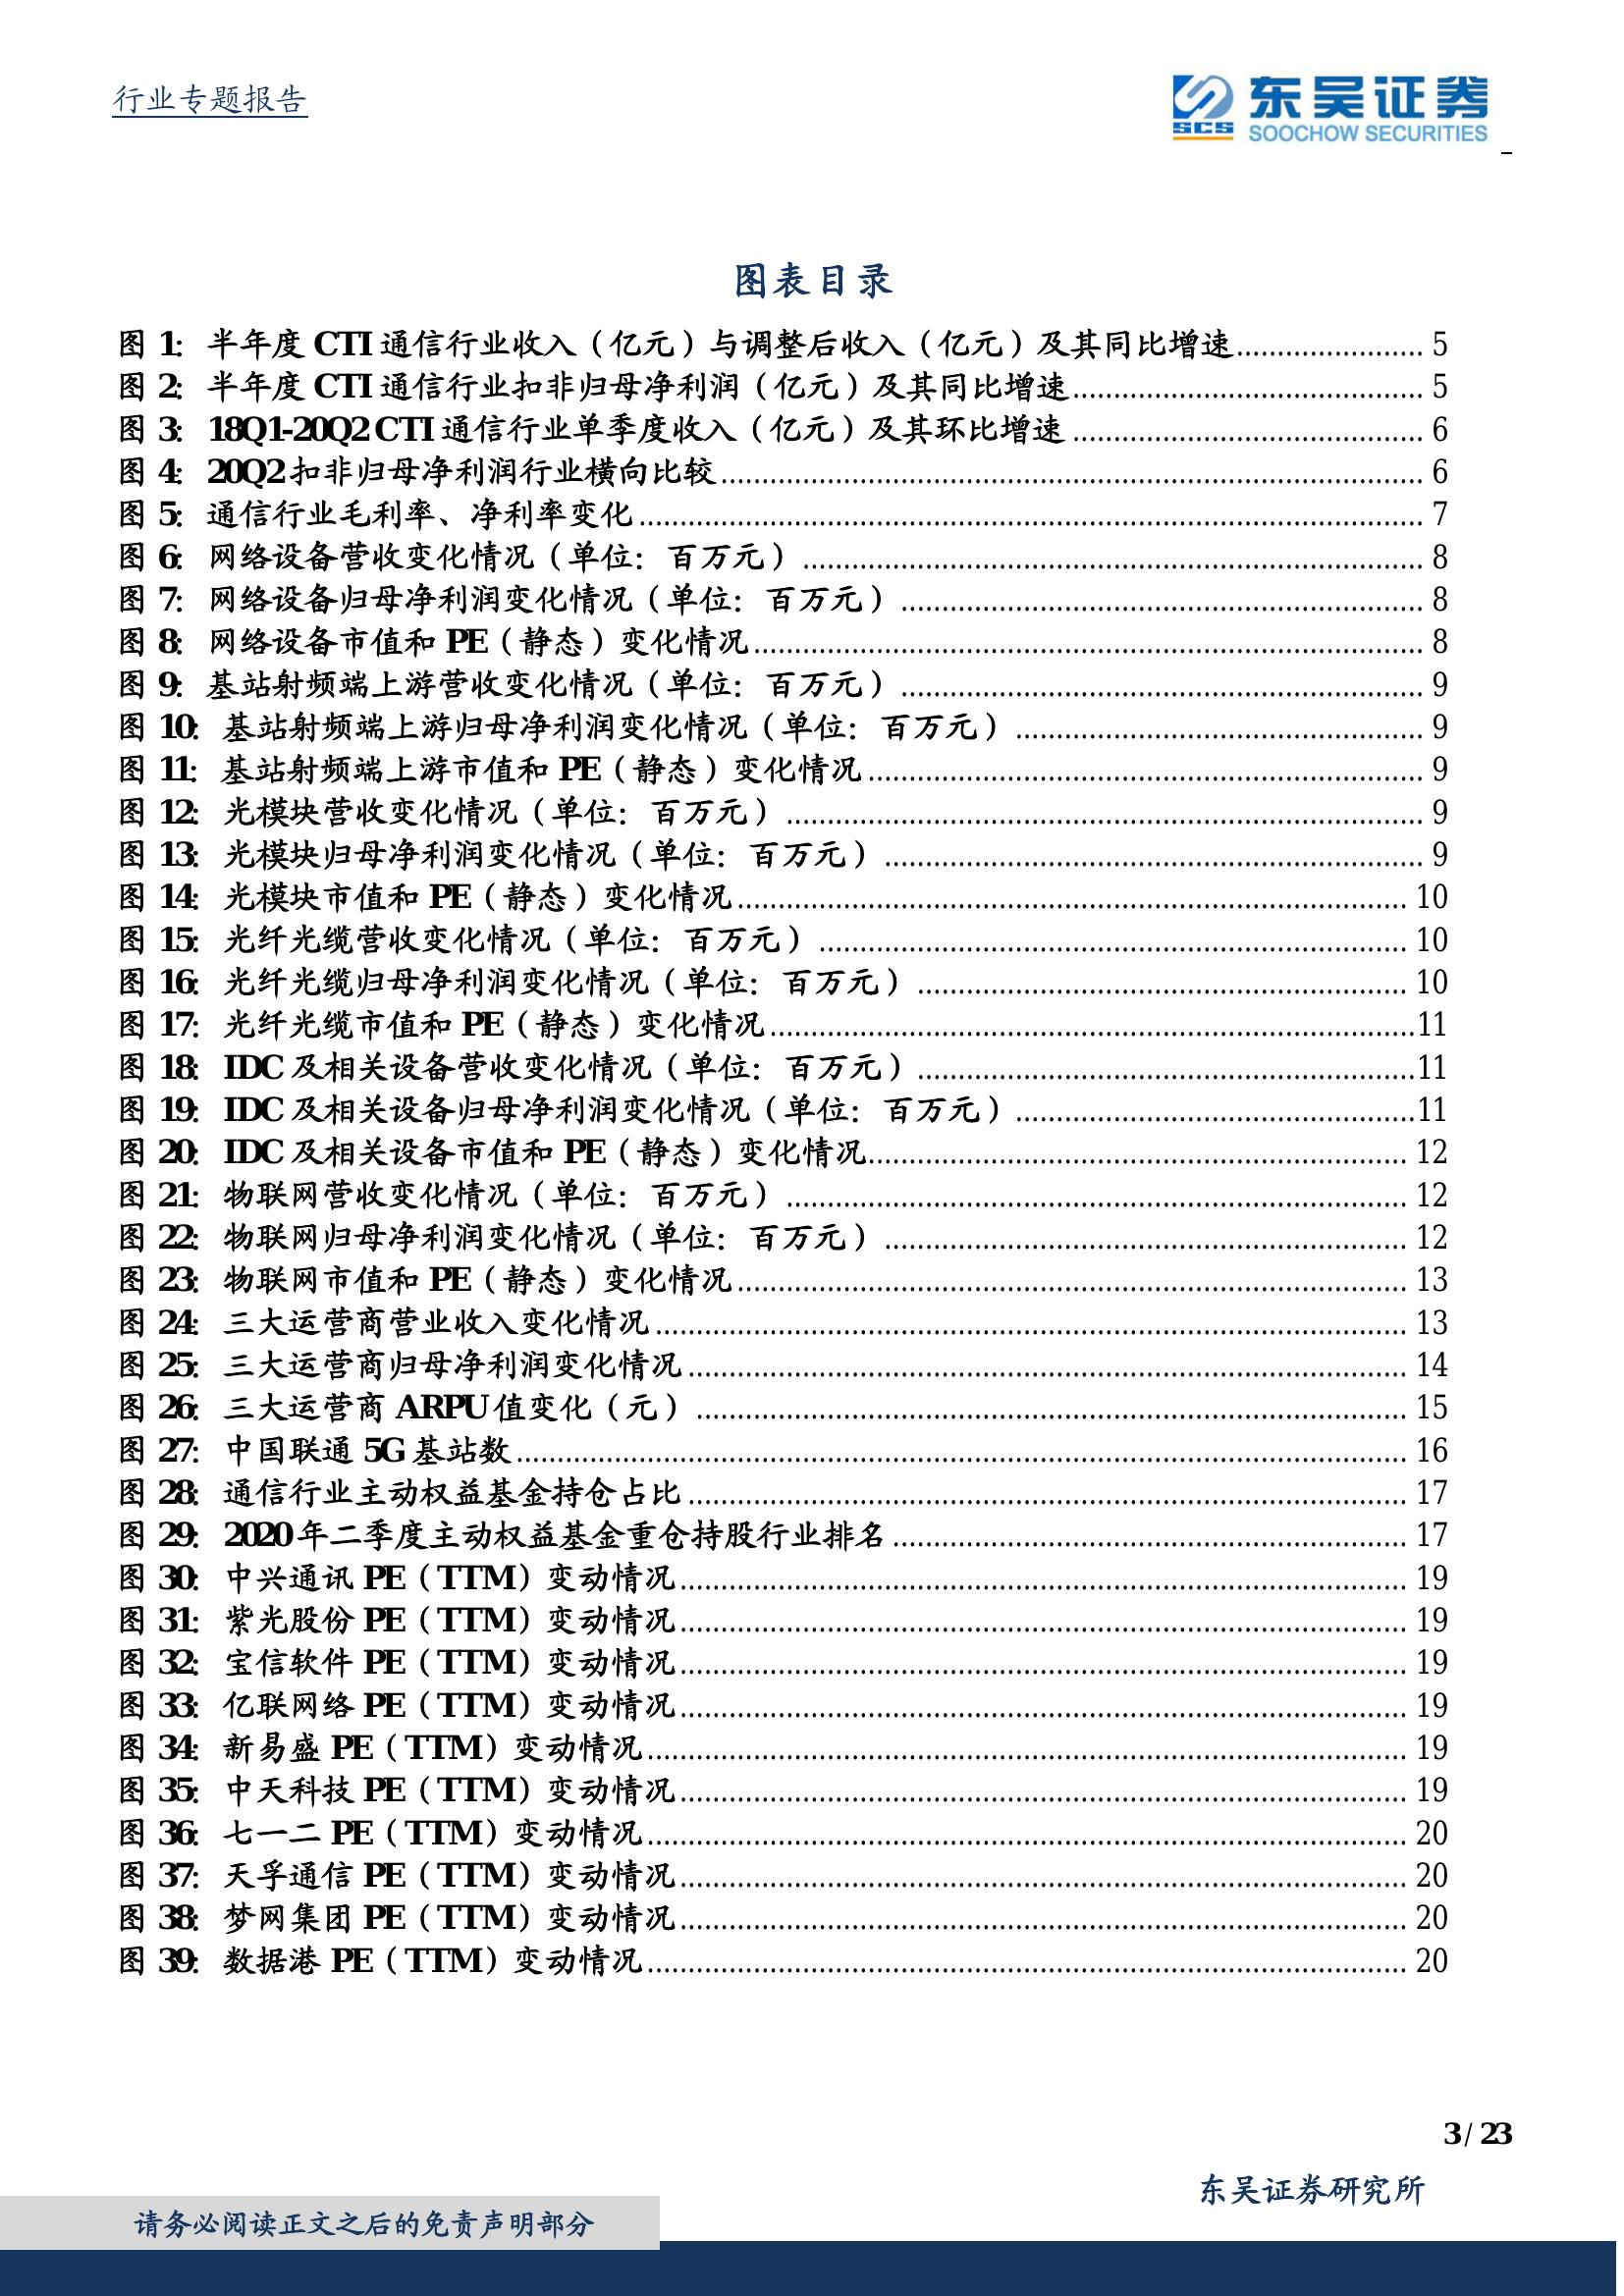 行业专题报告
SCS
东吴证券
SOOCHOW SECURITIES
图表目录
图 1: 半年度 CTI 通信行业收入（亿元）与调整后收入（亿元）及其同比增速 5
图 2: 半年度 CTI 通信行业扣非归母净利润（亿元）及其同比增速 5
图 3: 18Q1-20Q2 CTI 通信行业单季度收入（亿元）及其环比增速 6
图 4: 20Q2 扣非归母净利润行业横向比较 6
图 5: 通信行业毛利率、净利率变化 7
图 6: 网络设备营收变化情况（单位：百万元） 8
图 7: 网络设备归母净利润变化情况（单位：百万元） 8
图 8: 网络设备市值和 PE（静态）变化情况 8
图 9: 基站射频端上游营收变化情况（单位：百万元） 9
图 10: 基站射频端上游归母净利润变化情况（单位：百万元） 9
图 11: 基站射频端上游市值和 PE（静态）变化情况 9
图 12: 光模块营收变化情况（单位：百万元） 9
图 13: 光模块归母净利润变化情况（单位：百万元） 9
图 14: 光模块市值和 PE（静态）变化情况 10
图 15: 光纤光缆营收变化情况（单位：百万元） 10
图 16: 光纤光缆归母净利润变化情况（单位：百万元） 10
图 17: 光纤光缆市值和 PE（静态）变化情况 11
图 18: IDC 及相关设备营收变化情况（单位：百万元） 11
图 19: IDC 及相关设备归母净利润变化情况（单位：百万元） 11
图 20: IDC 及相关设备市值和 PE（静态）变化情况 12
图 21: 物联网营收变化情况（单位：百万元） 12
图 22: 物联网归母净利润变化情况（单位：百万元） 12
图 23: 物联网市值和 PE（静态）变化情况 13
图 24: 三大运营商营业收入变化情况 13
图 25: 三大运营商归母净利润变化情况 14
图 26: 三大运营商 ARPU 值变化（元） 15
图 27: 中国联通 5G 基站数 16
图 28: 通信行业主动权益基金持仓占比 17
图 29: 2020 年二季度主动权益基金重仓持股行业排名 17
图 30: 中兴通讯 PE（TTM）变动情况 19
图 31: 紫光股份 PE（TTM）变动情况 19
图 32: 宝信软件 PE（TTM）变动情况 19
图 33: 亿联网络 PE（TTM）变动情况 19
图 34: 新易盛 PE（TTM）变动情况 19
图 35: 中天科技 PE（TTM）变动情况 19
图 36: 七一二 PE（TTM）变动情况 20
图 37: 天孚通信 PE（TTM）变动情况 20
图 38: 梦网集团 PE（TTM）变动情况 20
图 39: 数据港 PE（TTM）变动情况 20
3 / 23
东吴证券研究所
请务必阅读正文之后的免责声明部分